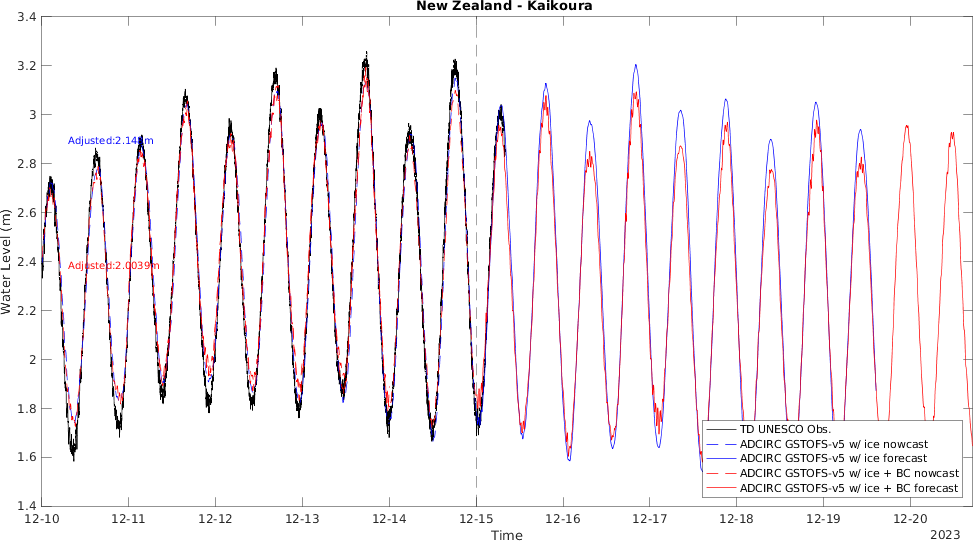 New Zealand - Kaikoura
3.4
3.2
3
2.8
2.6
2.4
2.2
2
1.8
1.6
1.4
Water Level (m)
Adjusted:2.148m
Adjusted:2.0039m
TD UNESCO Obs.
ADCIRC GSTOFS-v5 w/ ice nowcast
ADCIRC GSTOFS-v5 w/ ice forecast
ADCIRC GSTOFS-v5 w/ ice + BC nowcast
ADCIRC GSTOFS-v5 w/ ice + BC forecast
12-10
12-11
12-12
12-13
12-14
12-15
12-16
12-17
12-18
12-19
12-20
Time
2023